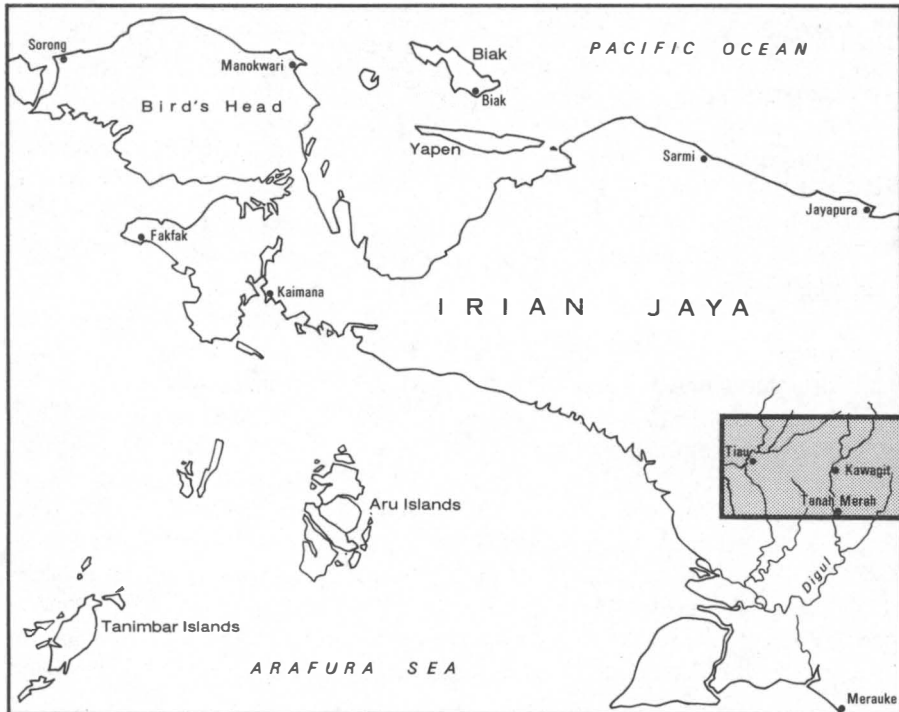 PACIFIC OCEAN
Sorong
Manokwari
Biak
Bird's Head
Biak
Yapen
Sarmi
Jayapura
Fakfak
Kaimana
IRIAN JAYA
Tiau
Kawagit
Tanah Merah
Aru Islands
Digul
Tanimbar Islands
ARAFURA SEA
Merauke